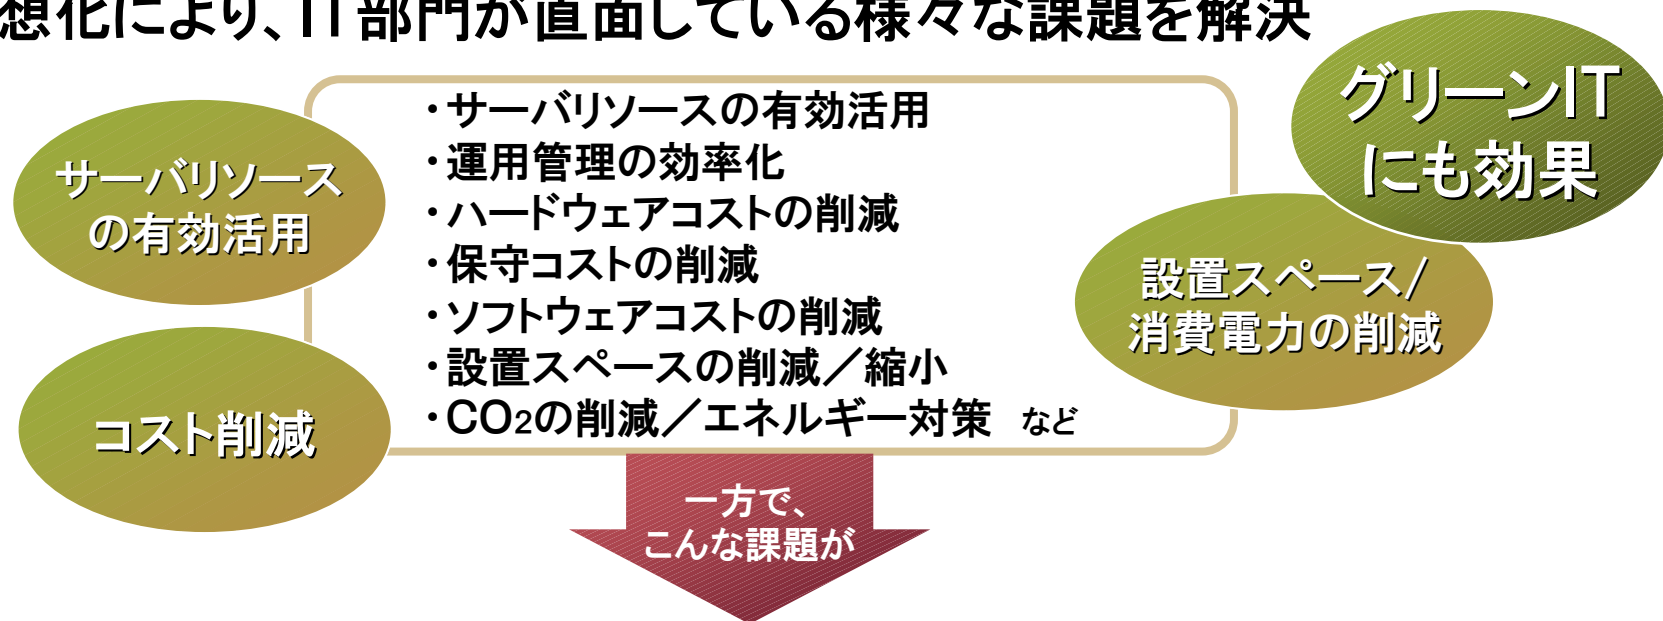 想化により、IT部門が直面している様々な課題を解決
グリーンIT
にも効果
サーバリソース
の有効活用
・サーバリソースの有効活用
・運用管理の効率化
・ハードウェアコストの削減
・保守コストの削減
・ソフトウェアコストの削減
・設置スペースの削減／縮小
・CO2の削減／エネルギー対策 など
設置スペース/
消費電力の削減
コスト削減
一方で、
こんな課題が